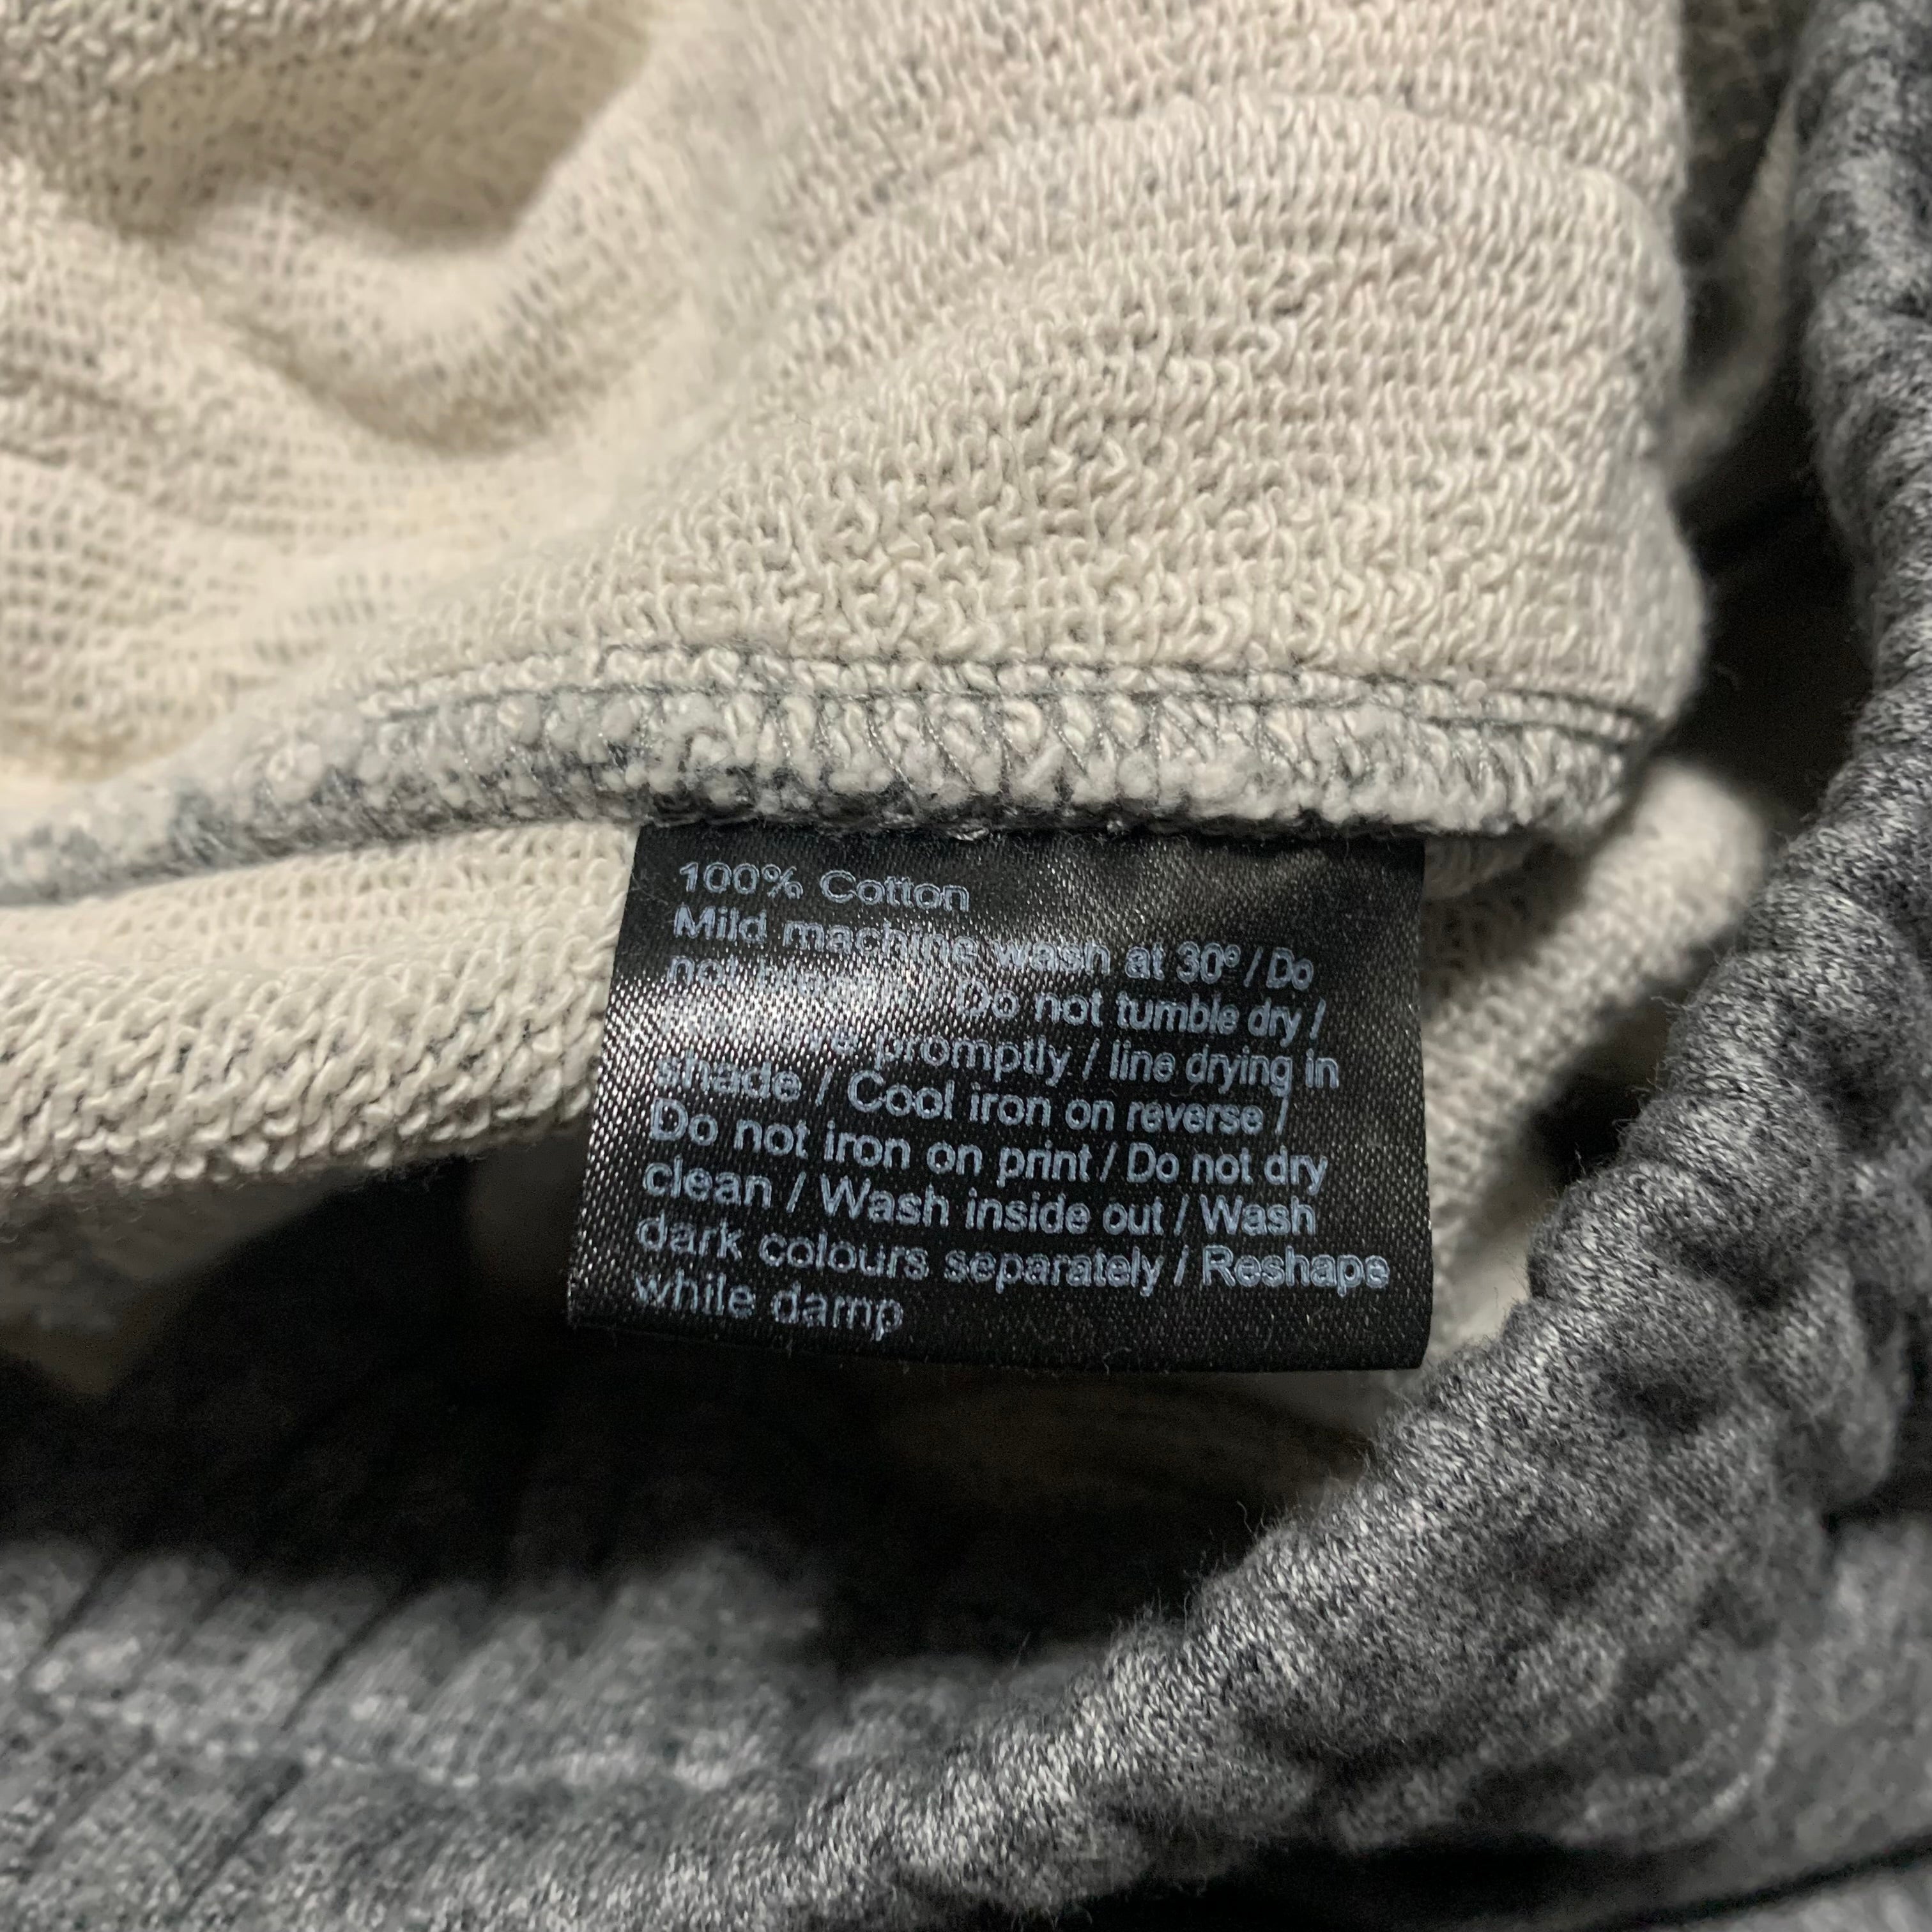 100% Cotton
Mild machine wash at 30° / Do
not bleach / Do not tumble dry /
promptly / line drying in
shade / Cool iron on reverse /
Do not iron on print / Do not dry
clean / Wash inside out / Wash
dark colours separately / Reshape
while damp